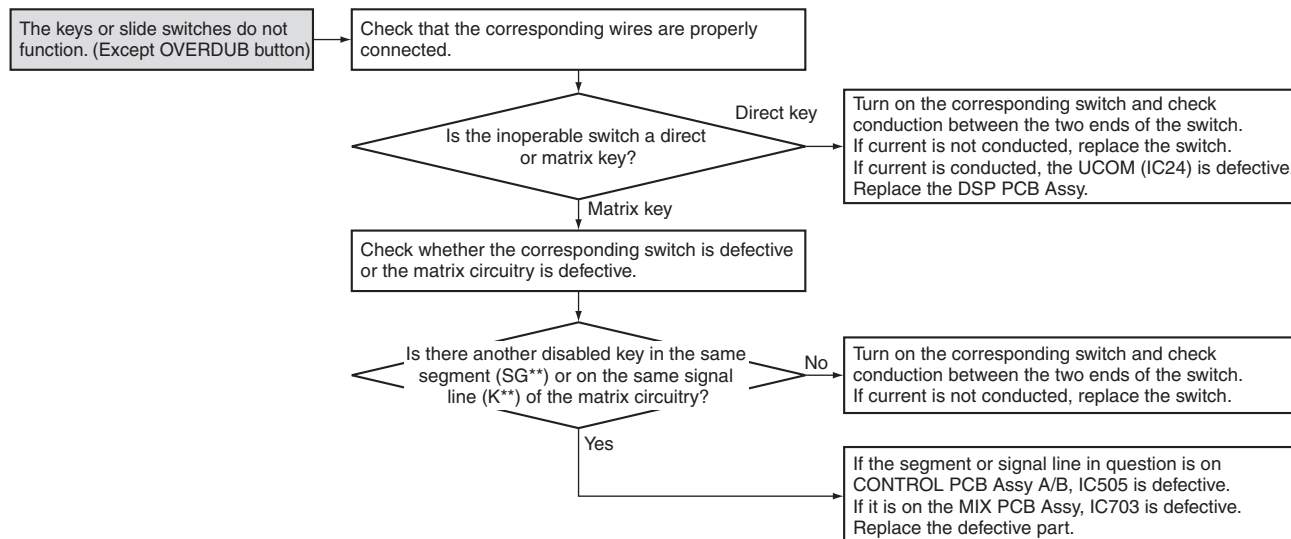 The keys or slide switches do not
function. (Except OVERDUB button)
Check that the corresponding wires are properly
connected.
Is the inoperable switch a direct
or matrix key?
Direct key
Turn on the corresponding switch and check
conduction between the two ends of the switch.
If current is not conducted, replace the switch.
If current is conducted, the UCOM (IC24) is defective.
Replace the DSP PCB Assy.
Matrix key
Check whether the corresponding switch is defective
or the matrix circuitry is defective.
Is there another disabled key in the same
segment (SG**) or on the same signal
line (K**) of the matrix circuitry?
No
Turn on the corresponding switch and check
conduction between the two ends of the switch.
If current is not conducted, replace the switch.
Yes
If the segment or signal line in question is on
CONTROL PCB Assy A/B, IC505 is defective.
If it is on the MIX PCB Assy, IC703 is defective.
Replace the defective part.